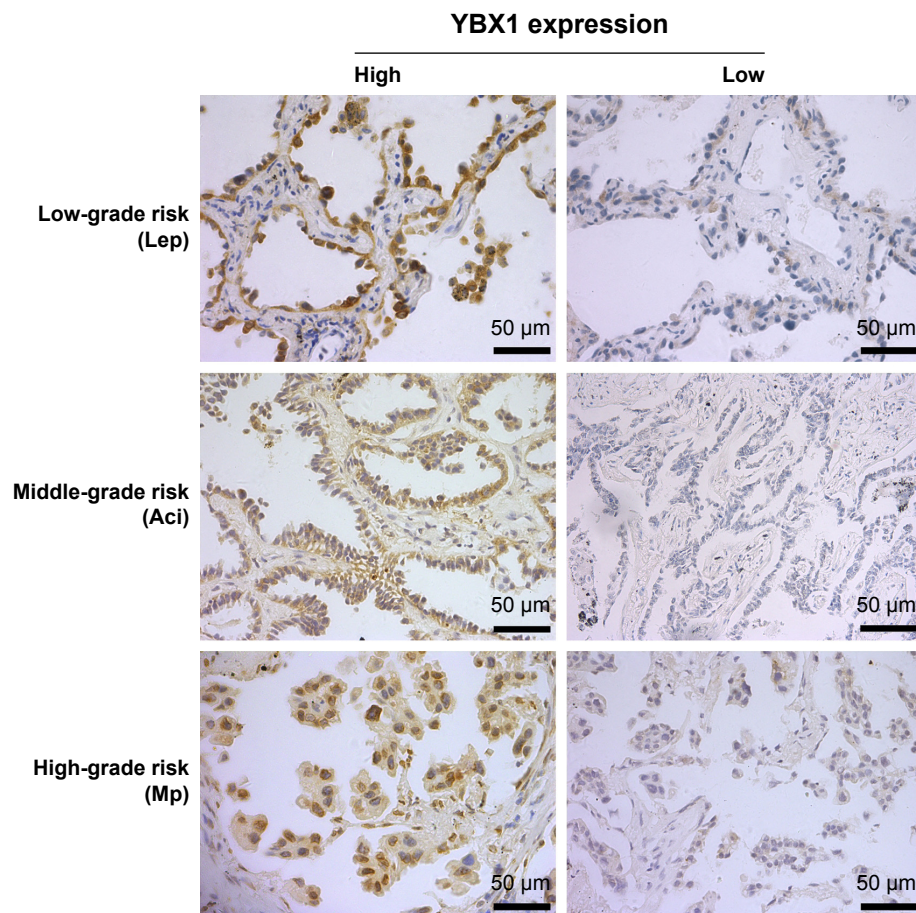 YBX1 expression
High
Low
Low-grade risk
(Lep)
50 µm
50 µm
Middle-grade risk
(Aci)
50 µm
50 µm
High-grade risk
(Mp)
50 µm
50 µm